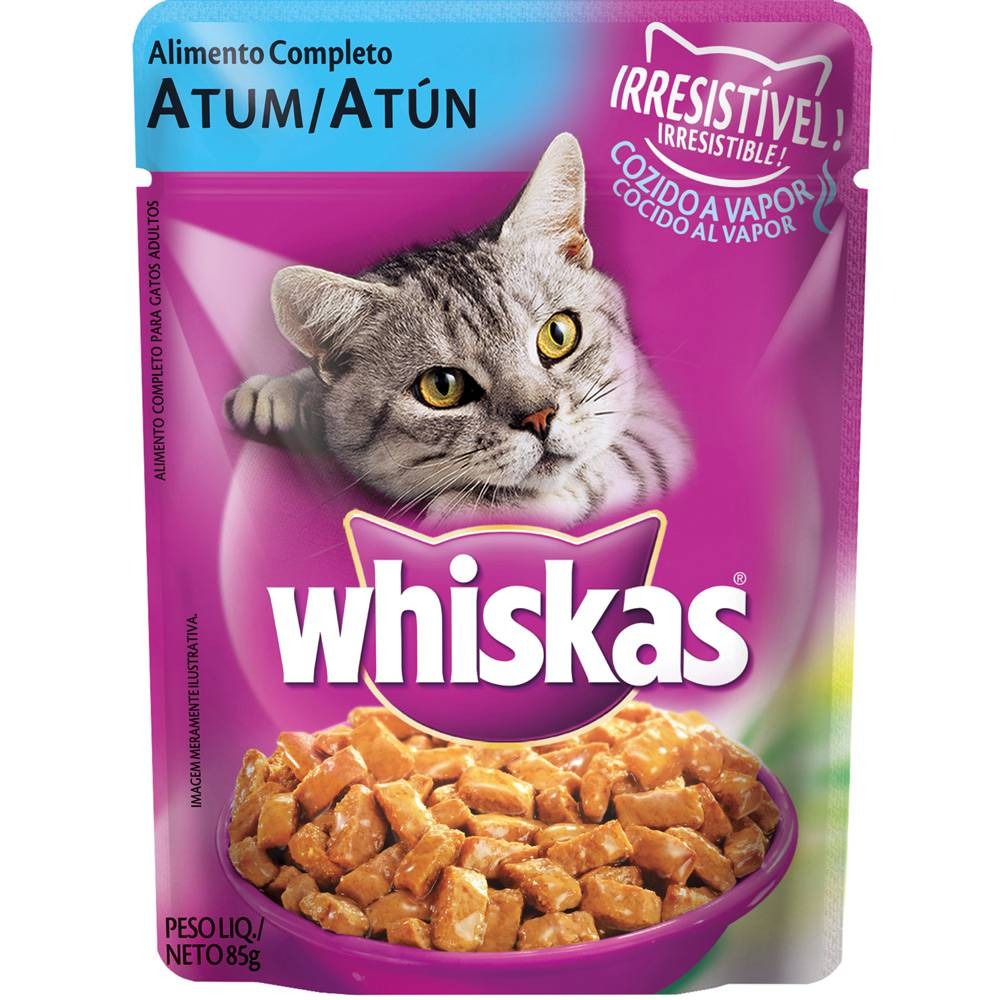 Alimento Completo
ATUM/ATÚN
IRRESISTÍVEL!
IRRESISTIBLE!
COZIDO A VAPOR
COCIDO AL VAPOR
ALIMENTO COMPLETO PARA GATOS ADULTOS
whiskas®
IMAGEM MERAMENTE ILUSTRATIVA.
PESO LIQ./
NETO 85g